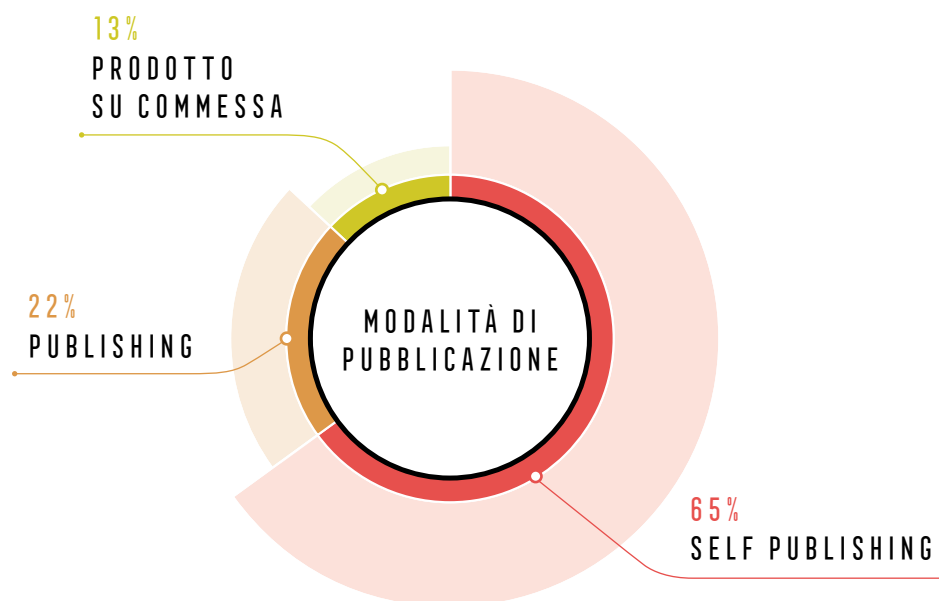 13%
PRODOTTO
SU COMMESSA
22%
PUBLISHING
MODALITÀ DI
PUBBLICAZIONE
65%
SELF PUBLISHING